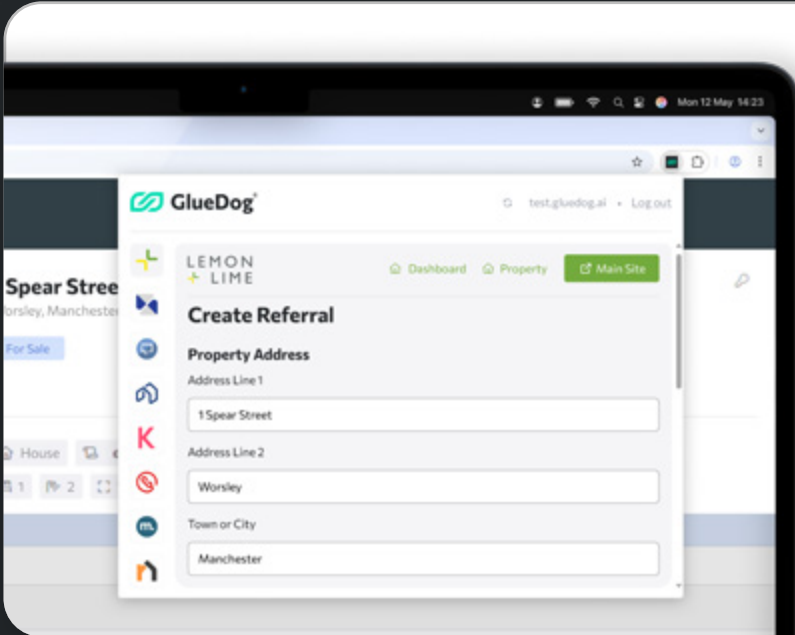 Mon 12 May 14:23
GlueDog
test.gluedog.ai • Log out
LEMON
+ LIME
Dashboard
Property
Main Site
Create Referral
Property Address
Address Line 1
1 Spear Street
Address Line 2
Worsley
Town or City
Manchester
Spear Stree
orsley, Manchester
For Sale
House
1
2
K
m.